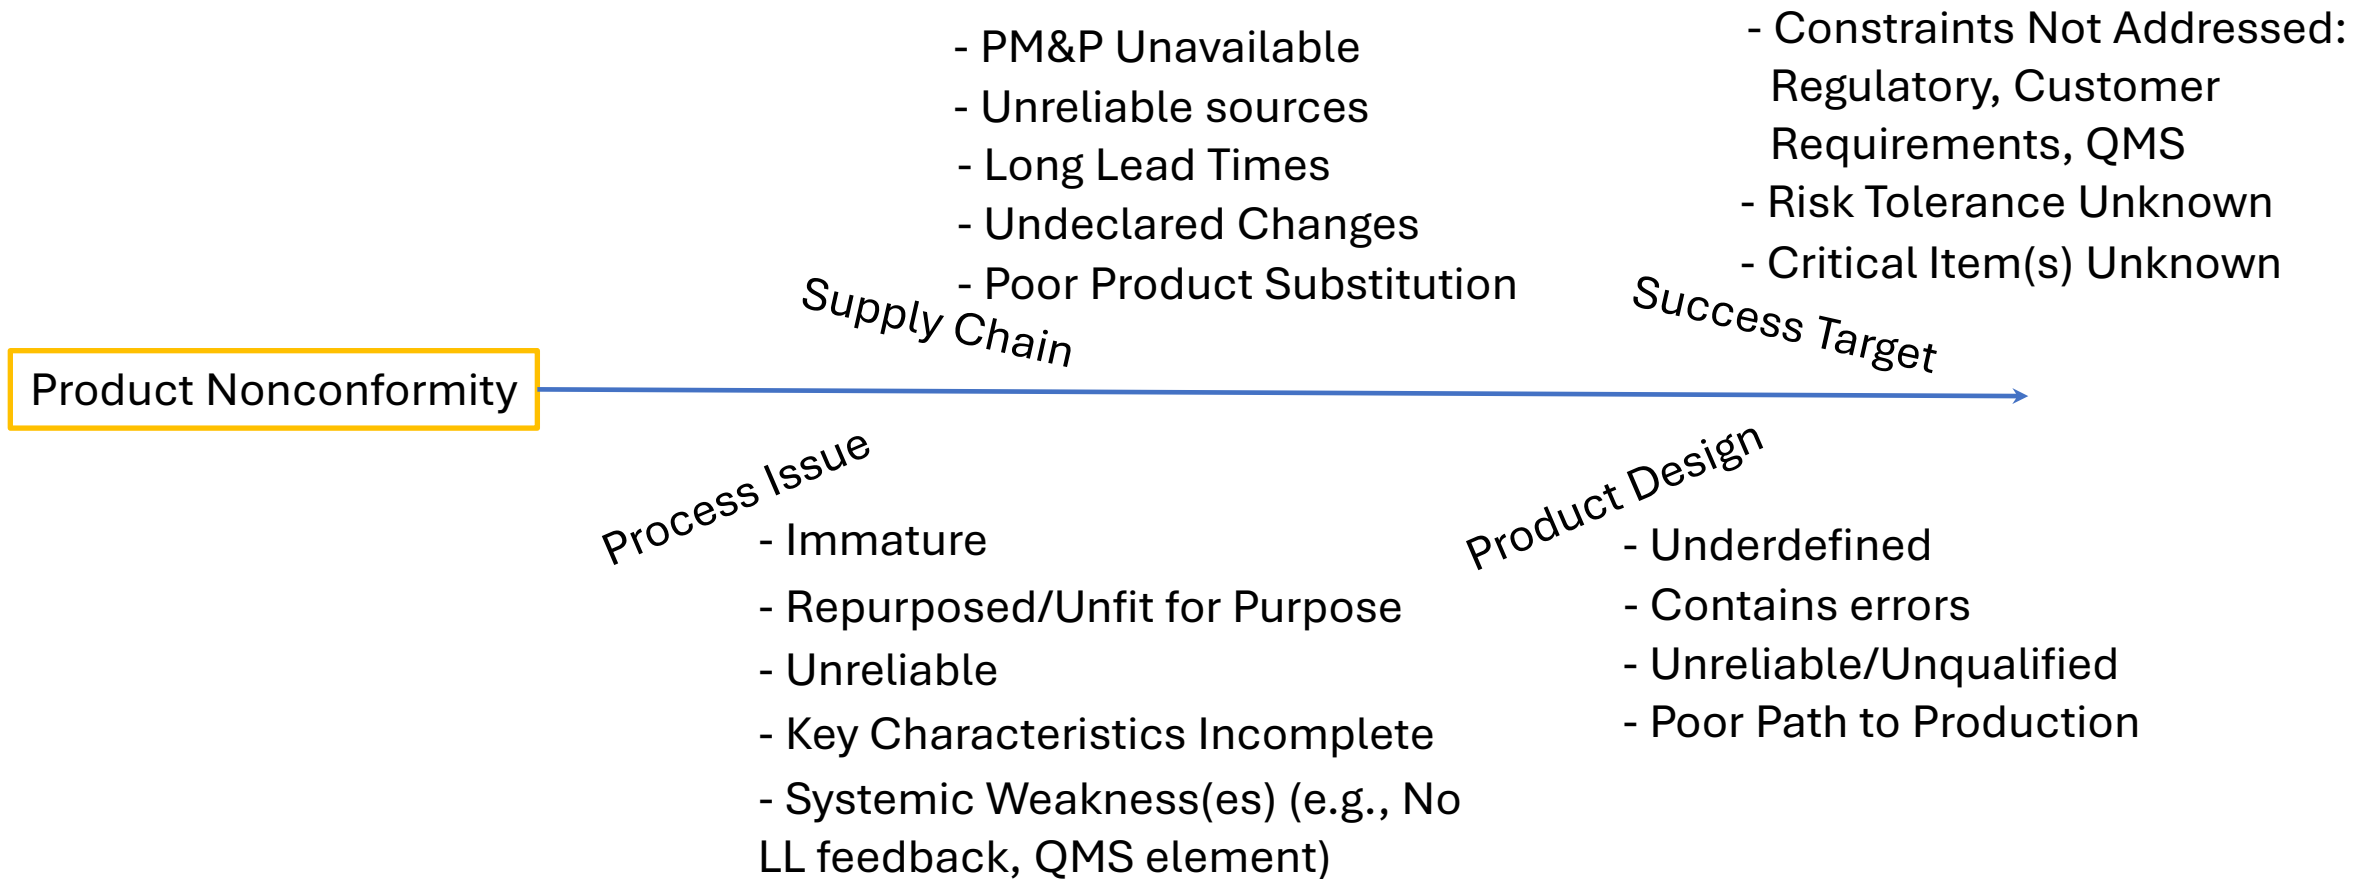 - PM&P Unavailable
- Unreliable sources
- Long Lead Times
- Undeclared Changes
- Poor Product Substitution
Supply Chain
- Constraints Not Addressed:
Regulatory, Customer
Requirements, QMS
- Risk Tolerance Unknown
- Critical Item(s) Unknown
Success Target
Product Nonconformity
Process Issue
- Immature
- Repurposed/Unfit for Purpose
- Unreliable
- Key Characteristics Incomplete
- Systemic Weakness(es) (e.g., No
LL feedback, QMS element)
Product Design
- Underdefined
- Contains errors
- Unreliable/Unqualified
- Poor Path to Production